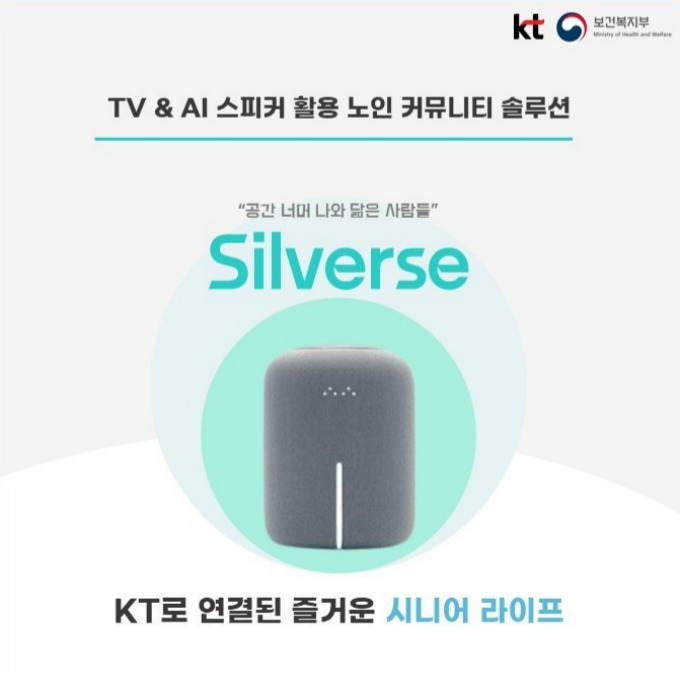 kt 보건복지부
Ministry of Health and Welfare
TV & AI 스피커 활용 노인 커뮤니티 솔루션
“공간 너머 나와 닮은 사람들”
Silverse
KT로 연결된 즐거운 시니어 라이프